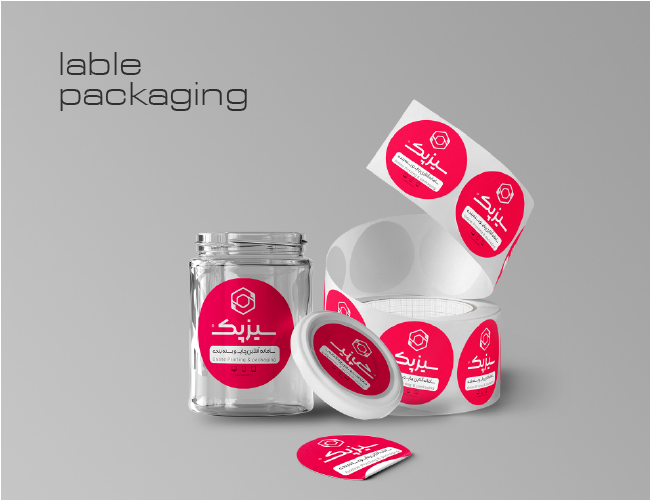 lable
packaging
سیزپک
سامانه آنلاین چاپ و بسته بندی
Online Printing & packaging